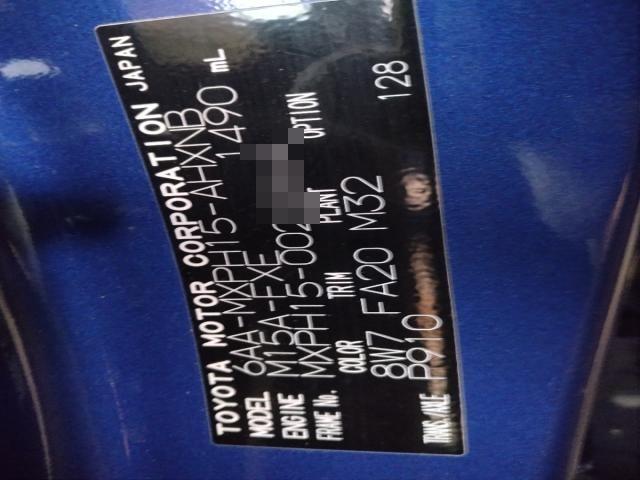 TOYOTA MOTOR CORPORATION JAPAN
MODEL 6AA-MXPH15-AHXNB
ENGINE M15A-FXE 1490 mL
FRAME No. MXPH15-002
COLOR TRIM PLANT OPTION
8W7 FA20 M32 128
TRANS/AXLE P910